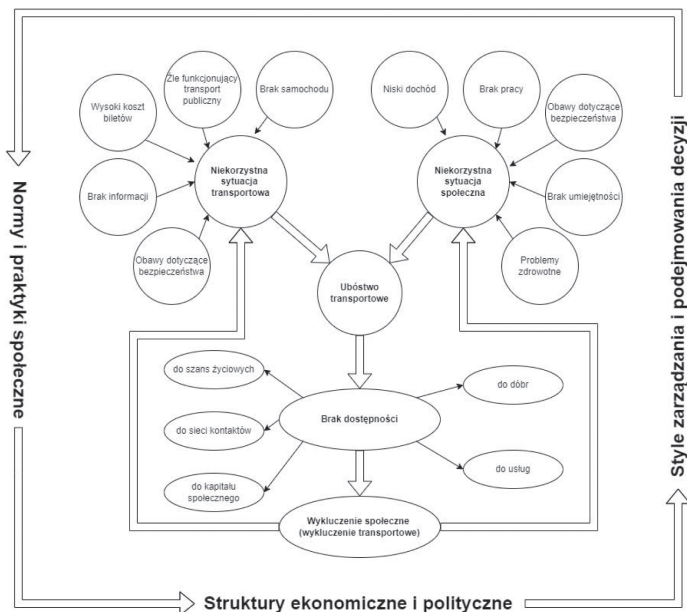 Źle funkcjonujący
transport
publiczny
Brak samochodu
Wysoki koszt
biletów
Brak informacji
Obawy dotyczące
bezpieczeństwa
Niekorzystna
sytuacja
transportowa
Niski dochód
Brak pracy
Obawy dotyczące
bezpieczeństwa
Brak umiejętności
Problemy
zdrowotne
Niekorzystna
sytuacja
społeczna
Ubóstwo
transportowe
Brak dostępności
do szans życiowych
do sieci kontaktów
do kapitału
społecznego
do dóbr
do usług
Wykluczenie społeczne
(wykluczenie transportowe)
Normy i praktyki społeczne
Struktury ekonomiczne i polityczne
Style zarządzania i podejmowania decyzji